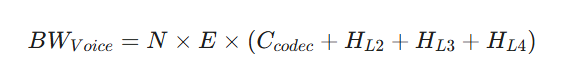 BW_{Voice} = N × E × (C_{codec} + H_{L2} + H_{L3} + H_{L4})